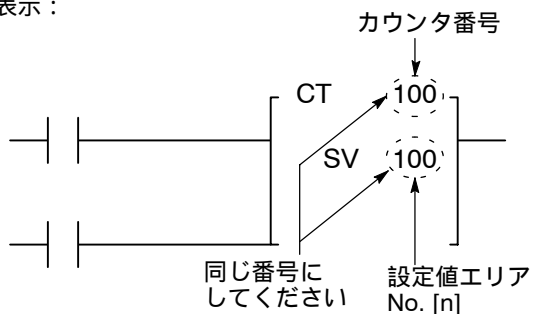 表示：
カウンタ番号
CT 100
SV 100
同じ番号に
してください
設定値エリア
No. [n]